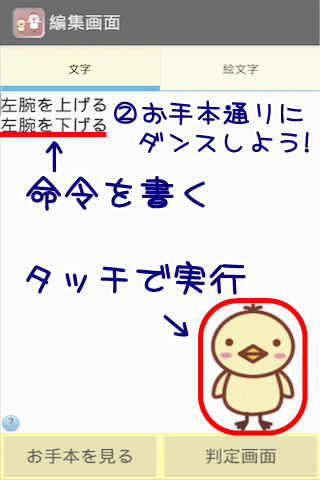 編集画面
文字
絵文字
左腕を上げる
左腕を下げる
②お手本通りに
ダンスしよう!
命令を書く
タッチで実行
?
お手本を見る
判定画面